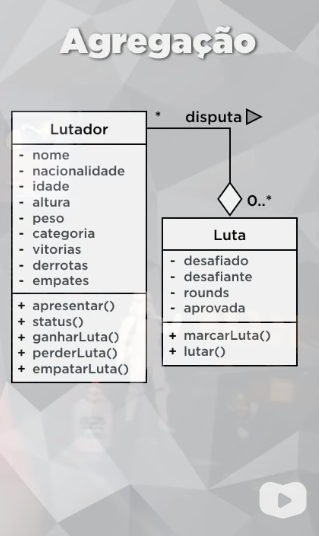 Agregação
* disputa
Lutador
- nome
- nacionalidade
- idade
- altura
- peso
- categoria
- vitorias
- derrotas
- empates
+ apresentar()
+ status()
+ ganharLuta()
+ perderLuta()
+ empatarLuta()
0..*
Luta
- desafiado
- desafiante
- rounds
- aprovada
+ marcarLuta()
+ lutar()